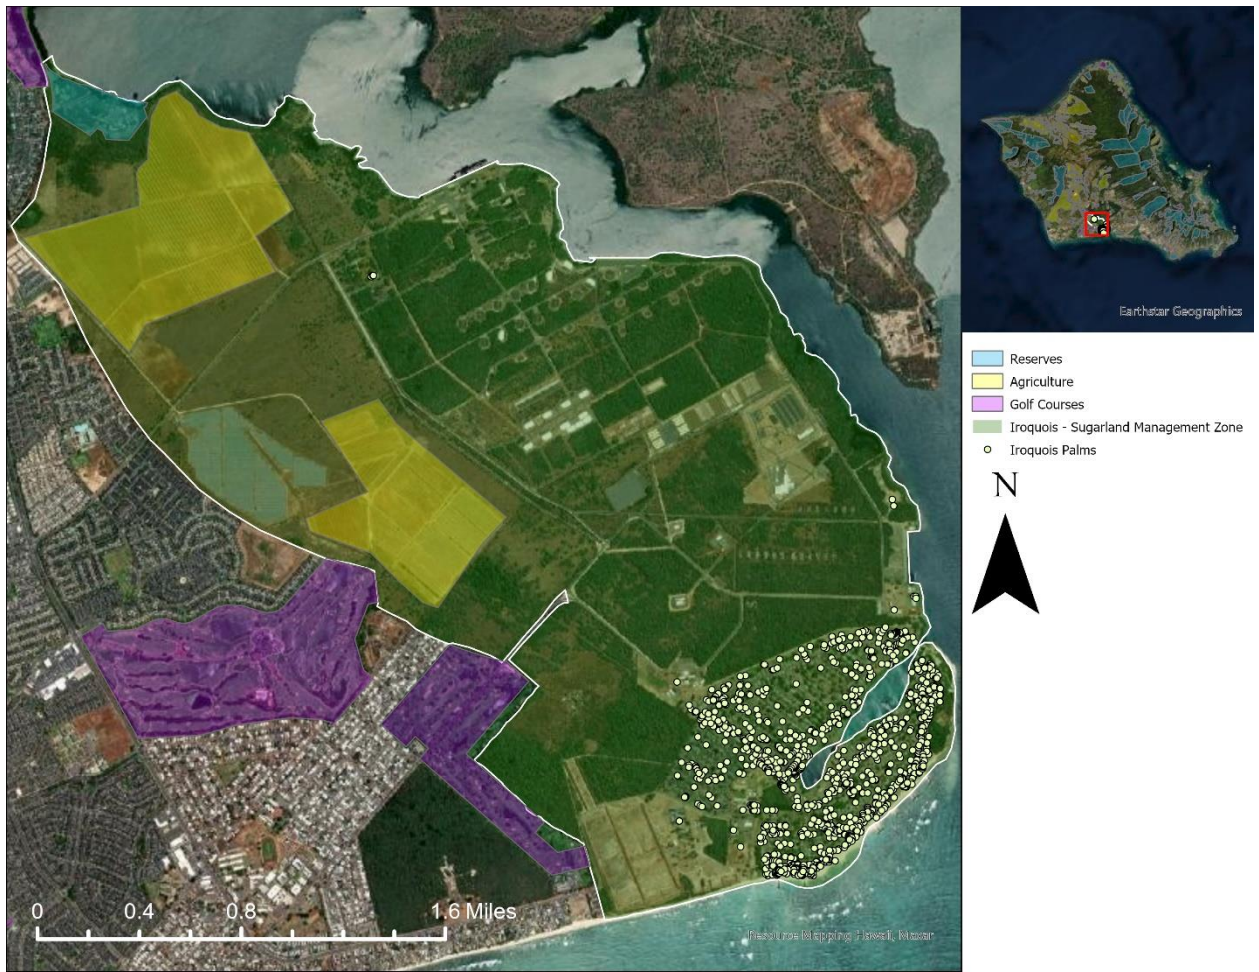 Earthstar Geographics
Reserves
Agriculture
Golf Courses
Iroquois - Sugarland Management Zone
Iroquois Palms
N
0 0.4 0.8 1.6 Miles
Resource Mapping Hawaii, Maxar